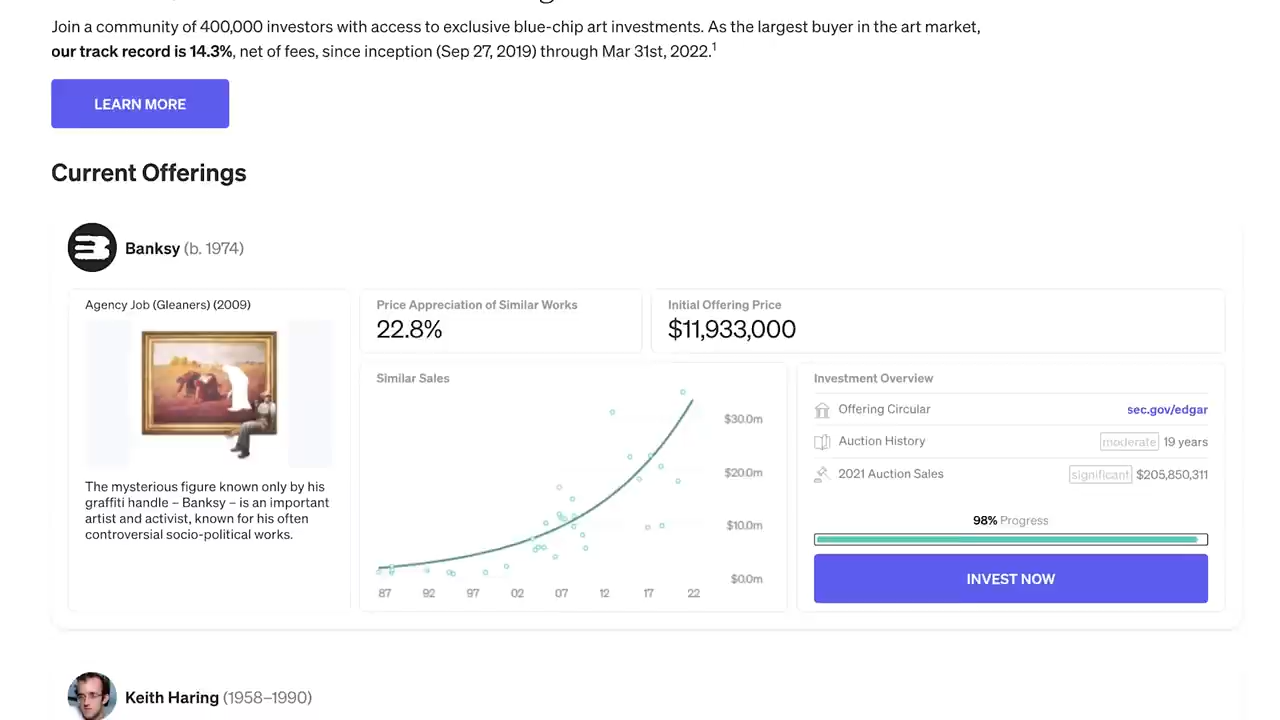 Join a community of 400,000 investors with access to exclusive blue-chip art investments. As the largest buyer in the art market,
our track record is 14.3%, net of fees, since inception (Sep 27, 2019) through Mar 31st, 2022.1
LEARN MORE
Current Offerings
Banksy (b. 1974)
Agency Job (Gleaners) (2009)
The mysterious figure known only by his
graffiti handle – Banksy – is an important
artist and activist, known for his often
controversial socio-political works.
Price Appreciation of Similar Works
22.8%
Initial Offering Price
$11,933,000
Similar Sales
$30.0m
$20.0m
$10.0m
$0.0m
87 92 97 02 07 12 17 22
Investment Overview
Offering Circular sec.gov/edgar
Auction History moderate 19 years
2021 Auction Sales significant $205,850,311
98% Progress
INVEST NOW
Keith Haring (1958–1990)